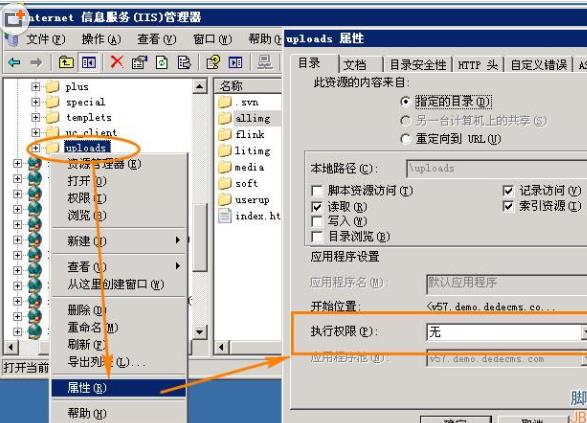 Internet 信息服务(IIS)管理器
文件(F) 操作(A) 查看(V) 窗口(W) 帮助(
plus
special
templets
uc_client
uploads
资源管理器(E)
打开(O)
权限(I)
浏览(B)
新建(N)
查看(V)
从这里创建窗口(W)
删除(D)
重命名(M)
刷新(F)
导出列表(L)...
属性(R)
帮助(H)
打开当前
名称
.svn
allimg
flink
litimg
media
soft
userup
index.ht
uploads 属性
目录 文档 目录安全性 HTTP 头 自定义错误 AS
此资源的内容来自:
指定的目录(D)
另一台计算机上的共享(S)
重定向到 URL(U)
本地路径(C): \uploads
脚本资源访问(T) 记录访问(V)
读取(R) 索引资源(I)
写入(W)
目录浏览(B)
应用程序设置
应用程序名(M): 默认应用程序
开始位置: <v57.demo.dedecms.co...
执行权限(P): 无
应用程序池(N): v57.demo.dedecms.com
确定 取消
脚
JB